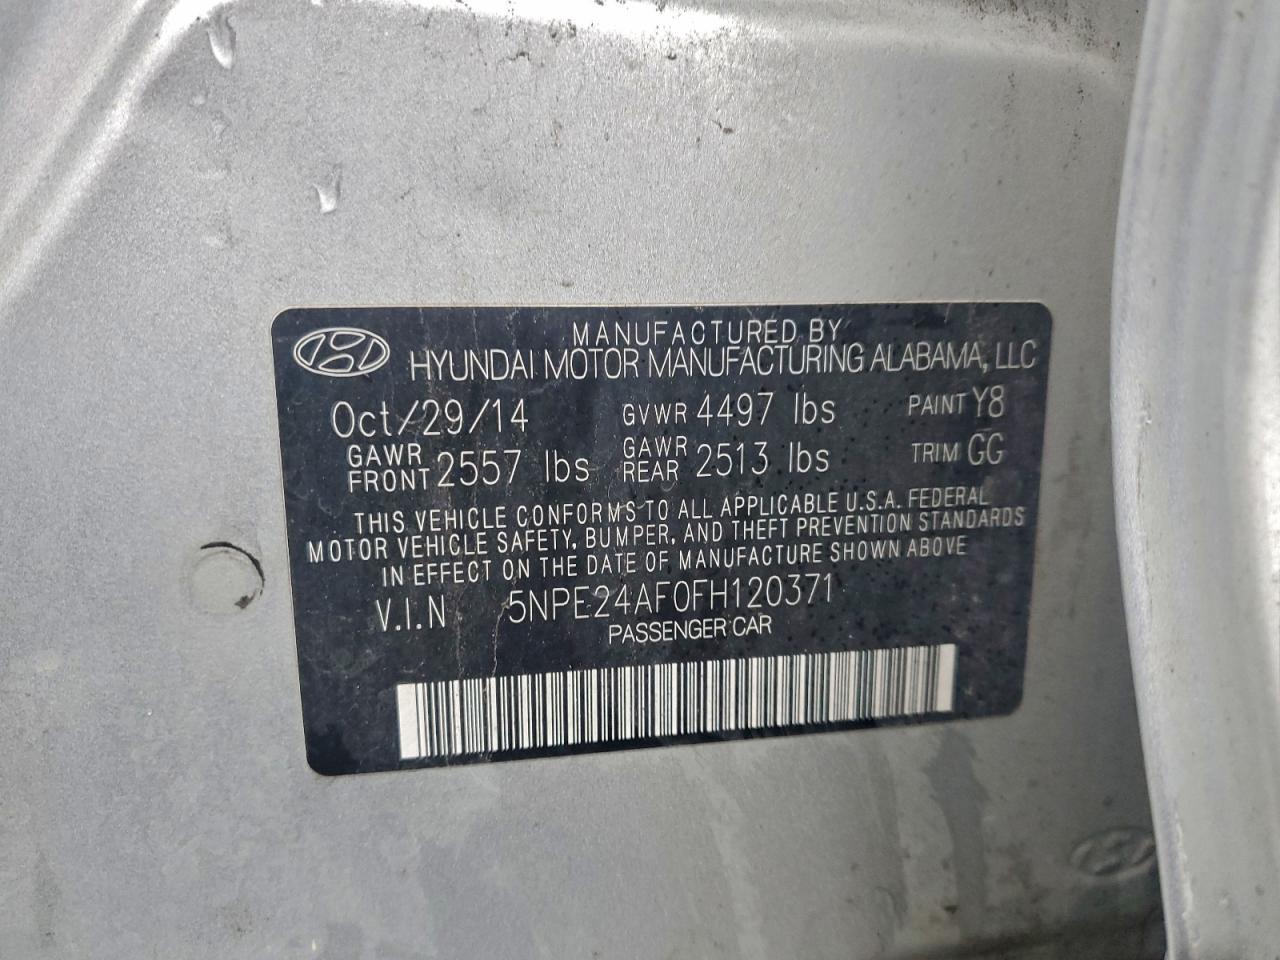 MANUFACTURED BY
HYUNDAI MOTOR MANUFACTURING ALABAMA, LLC
Oct/29/14 GVWR 4497 lbs PAINT Y8
GAWR FRONT 2557 lbs GAWR REAR 2513 lbs TRIM GG
THIS VEHICLE CONFORMS TO ALL APPLICABLE U.S.A. FEDERAL
MOTOR VEHICLE SAFETY, BUMPER, AND THEFT PREVENTION STANDARDS
IN EFFECT ON THE DATE OF MANUFACTURE SHOWN ABOVE
V.I.N 5NPE24AF0FH120371
PASSENGER CAR